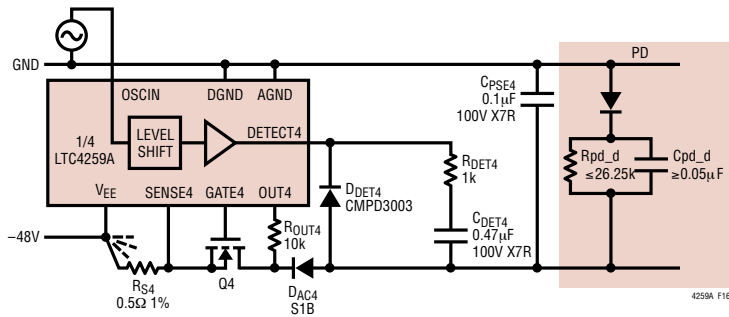 PD
GND
OSCIN
DGND
AGND
CPSE4
0.1µF
100V X7R
1/4
LTC4259A
LEVEL
SHIFT
DETECT4
RDET4
1k
Rpd_d
≤26.25k
Cpd_d
≥0.05µF
DDET4
CMPD3003
VEE
SENSE4
GATE4
OUT4
CDET4
0.47µF
100V X7R
–48V
ROUT4
10k
RS4
0.5Ω 1%
Q4
DAC4
S1B
4259A F16